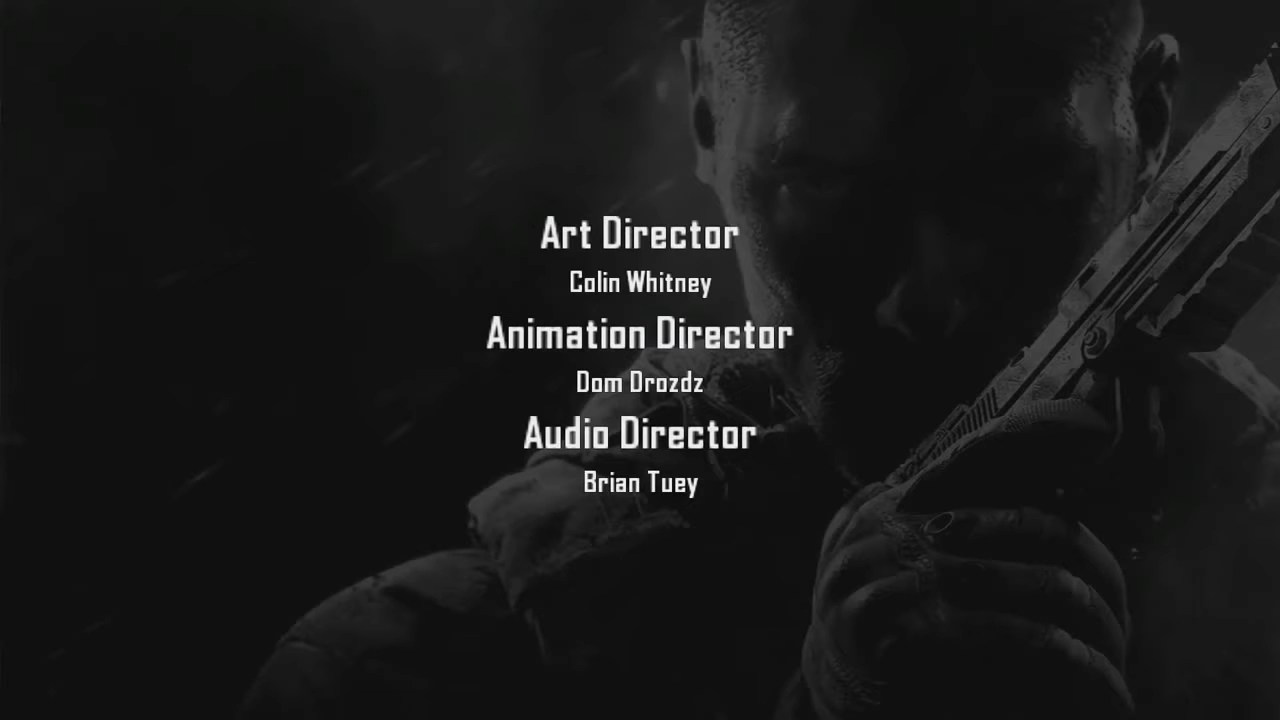 Art Director
Colin Whitney
Animation Director
Dom Drozdz
Audio Director
Brian Tuey